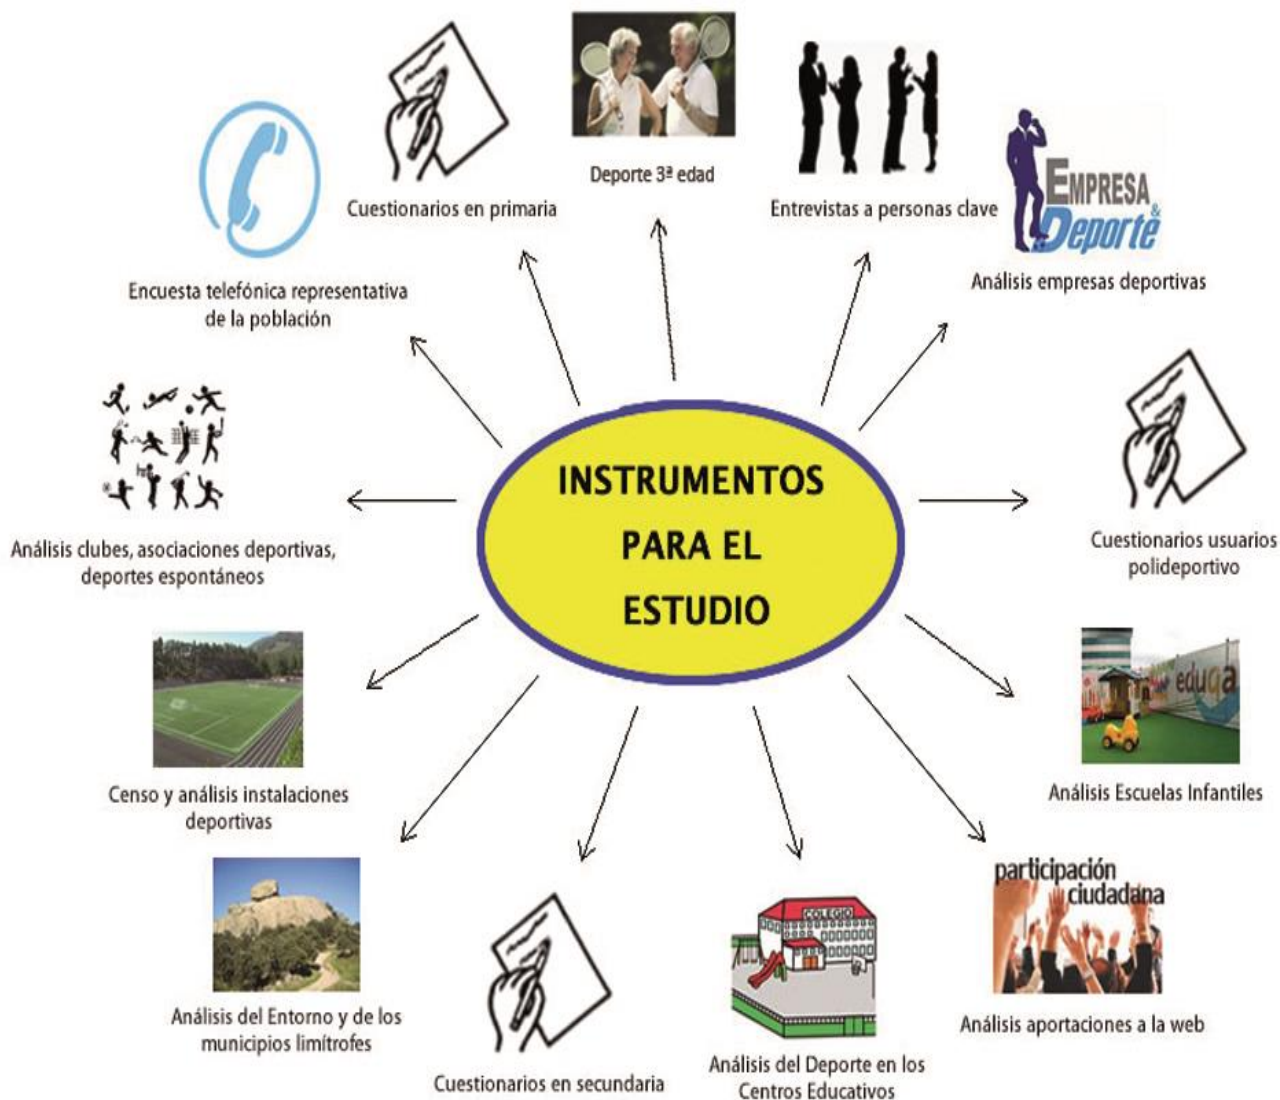 Deporte 3ª edad
Cuestionarios en primaria
Entrevistas a personas clave
EMPRESA
&
Deporte
Análisis empresas deportivas
Encuesta telefónica representativa
de la población
INSTRUMENTOS
PARA EL
ESTUDIO
Análisis clubes, asociaciones deportivas,
deportes espontáneos
Cuestionarios usuarios
polideportivo
eduqa
Censo y análisis instalaciones
deportivas
Análisis Escuelas Infantiles
participación
ciudadana
COLEGIO
Análisis del Entorno y de los
municipios limítrofes
Análisis aportaciones a la web
Cuestionarios en secundaria
Análisis del Deporte en los
Centros Educativos